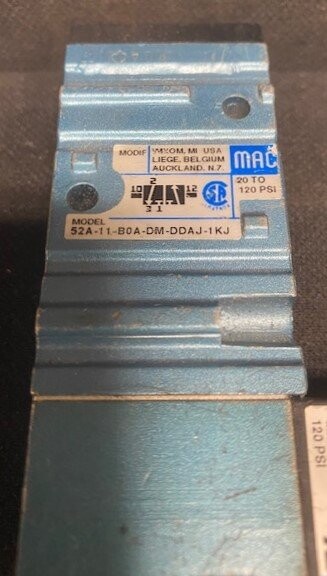 MODIF WIXOM, MI USA
LIEGE, BELGIUM
AUCKLAND, N.Z
MAC
20 TO
120 PSI
2
10 12
3 1
MODEL
52A-11-B0A-DM-DDAJ-1KJ
120 PSI